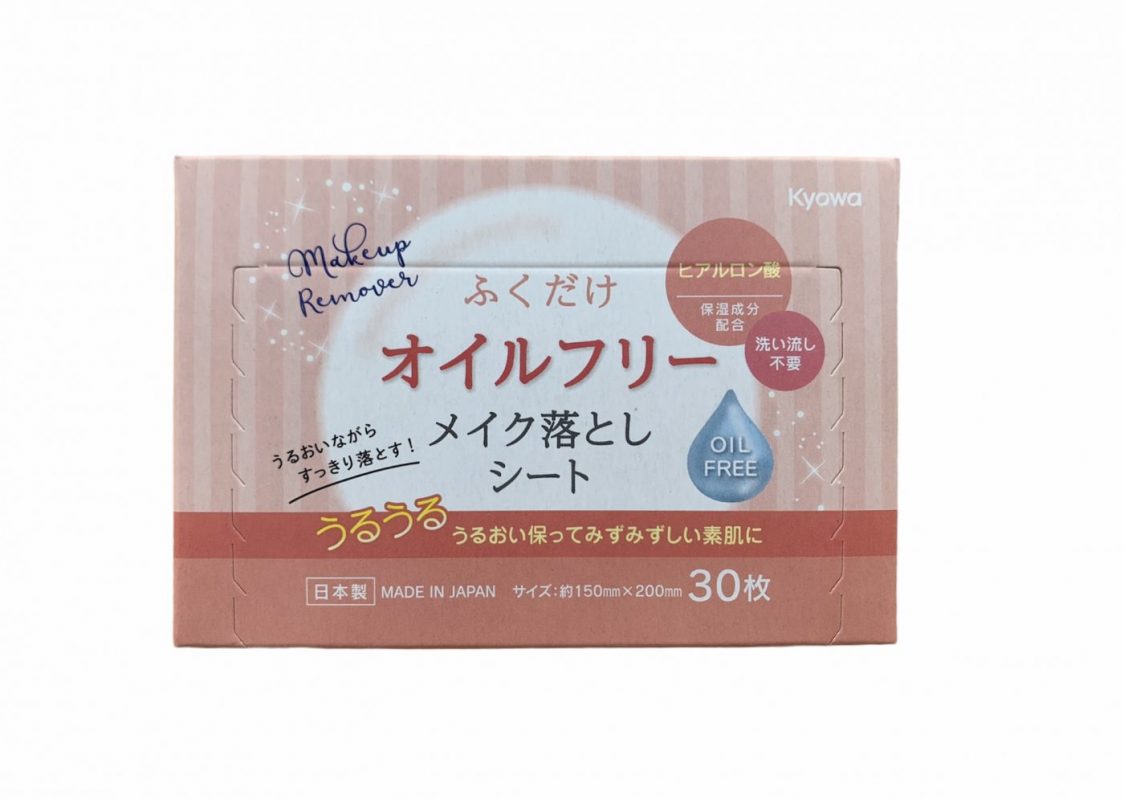 Kyowa
Makeup
Remover
ヒアルロン酸
保湿成分
配合
洗い流し
不要
ふくだけ
オイルフリー
メイク落とし
シート
OIL
FREE
うるおいながら
すっきり落とす!
うるうる うるおい保ってみずみずしい素肌に
日本製 MADE IN JAPAN サイズ:約150mm×200mm 30枚